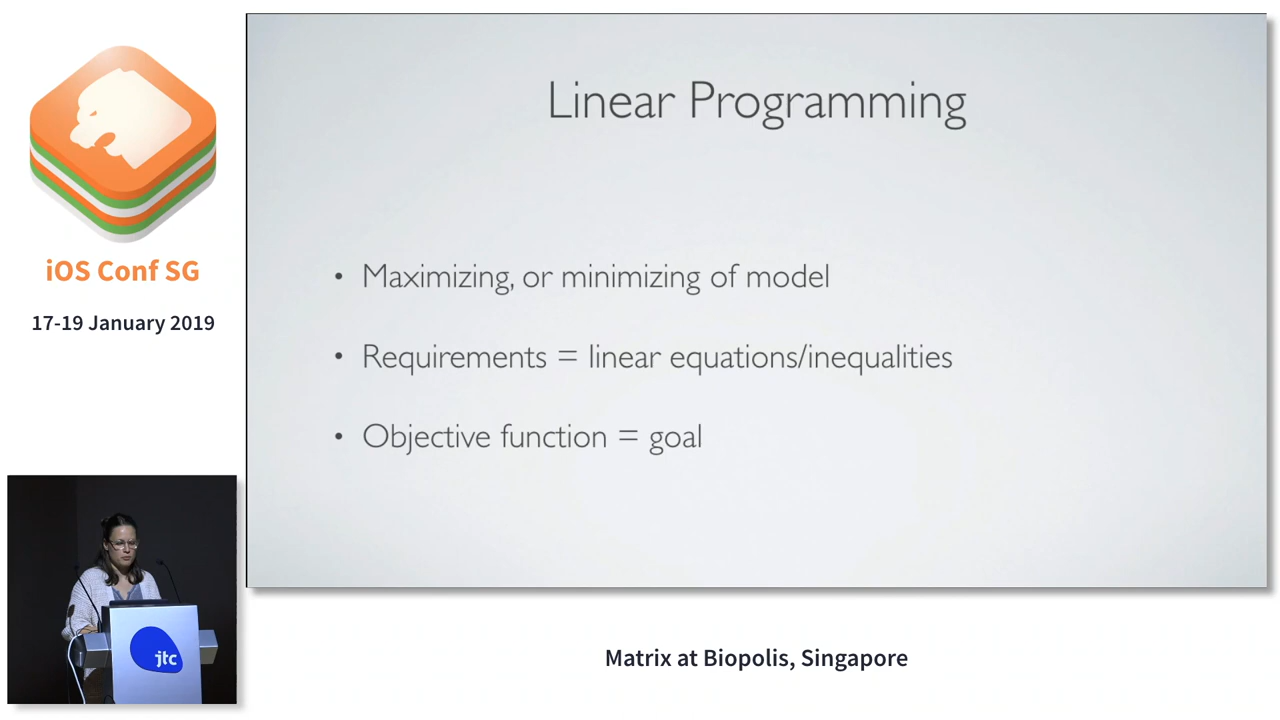 iOS Conf SG
17-19 January 2019
Linear Programming
• Maximizing, or minimizing of model
• Requirements = linear equations/inequalities
• Objective function = goal
jtc
Matrix at Biopolis, Singapore